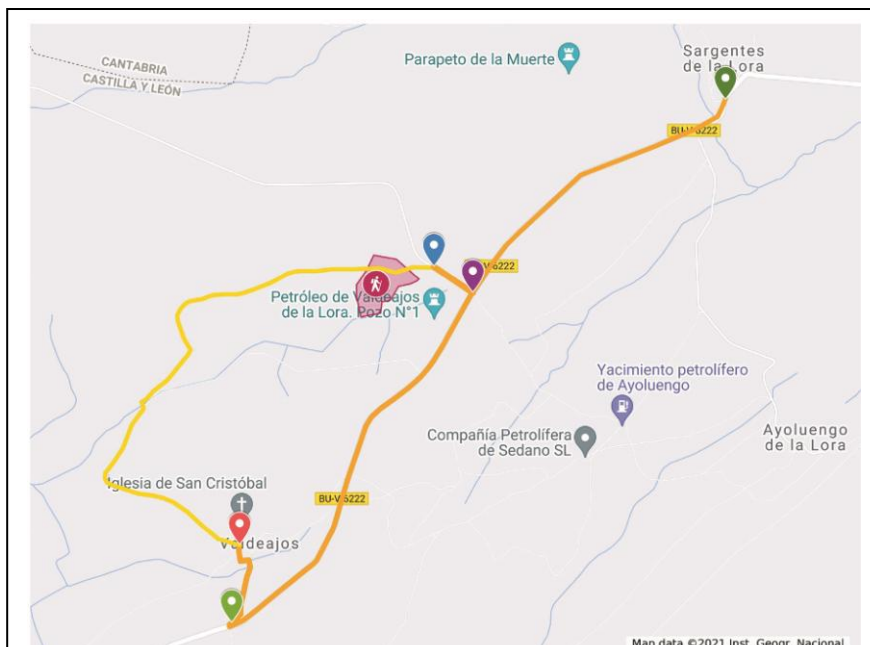 CANTABRIA
CASTILLA Y LEÓN
Parapeto de la Muerte
Sargentes
de la Lora
BU-V-6222
6222
Petróleo de Valdeajos
de la Lora. Pozo N°1
Yacimiento petrolífero
de Ayoluengo
Compañía Petrolífera
de Sedano SL
Ayoluengo
de la Lora
Iglesia de San Cristóbal
BU-V-6222
Valdeajos
Map data ©2021 Inst. Geogr. Nacional